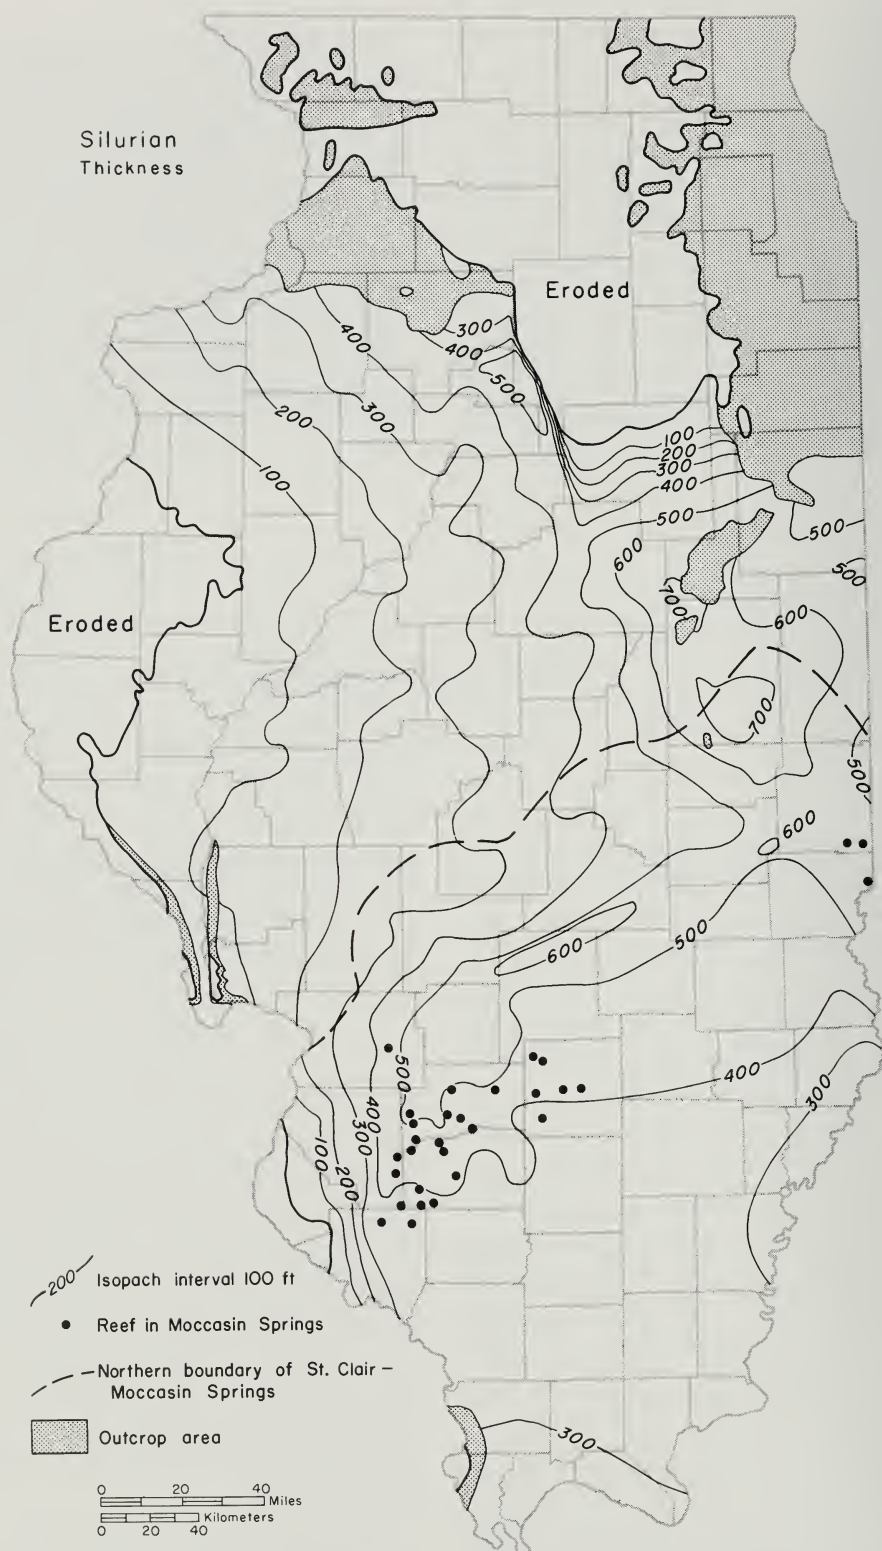 Silurian
Thickness
Eroded
300
400
400
500
300
200
100
100
200
300
400
500
500
600
500
700
600
Eroded
700
500
600
600
500
500
400
300
400
300
100
200
200 Isopach interval 100 ft
Reef in Moccasin Springs
Northern boundary of St. Clair –
Moccasin Springs
Outcrop area
300
0 20 40
Miles
Kilometers
0 20 40